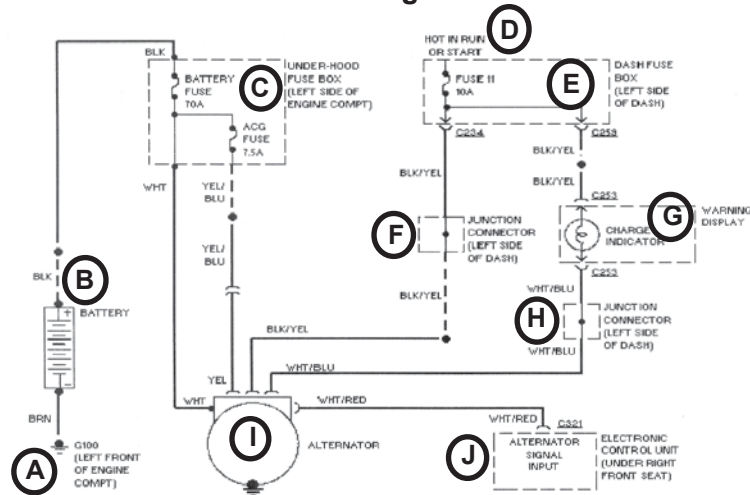 D
HOT IN RUN
OR START
BLK
UNDER-HOOD
FUSE BOX
(LEFT SIDE OF
ENGINE COMPT)
BATTERY
FUSE
70A
C
ACG
FUSE
7.5A
FUSE 11
10A
E
DASH FUSE
BOX
(LEFT SIDE
OF DASH)
C234
C253
BLK/YEL
BLK/YEL
BLK/YEL
C253
WHT
YEL/
BLU
YEL/
BLU
F
JUNCTION
CONNECTOR
(LEFT SIDE
OF DASH)
G
WARNING
DISPLAY
CHARGE
INDICATOR
C253
BLK
B
BATTERY
BLK/YEL
WHT/BLU
H
JUNCTION
CONNECTOR
(LEFT SIDE
OF DASH)
WHT/BLU
BLK/YEL
WHT/BLU
YEL
WHT
WHT/RED
WHT/RED
C321
BRN
A
G100
(LEFT FRONT
OF ENGINE
COMPT)
I
ALTERNATOR
J
ALTERNATOR
SIGNAL
INPUT
ELECTRONIC
CONTROL UNIT
(UNDER RIGHT
FRONT SEAT)